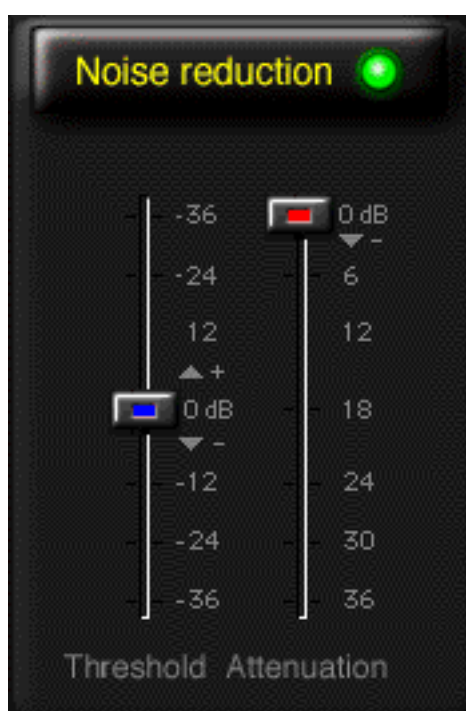 Noise reduction
-36 0 dB
▼ -
-24 6
12 12
▲ +
0 dB 18
▼ -
-12 24
-24 30
-36 36
Threshold Attenuation